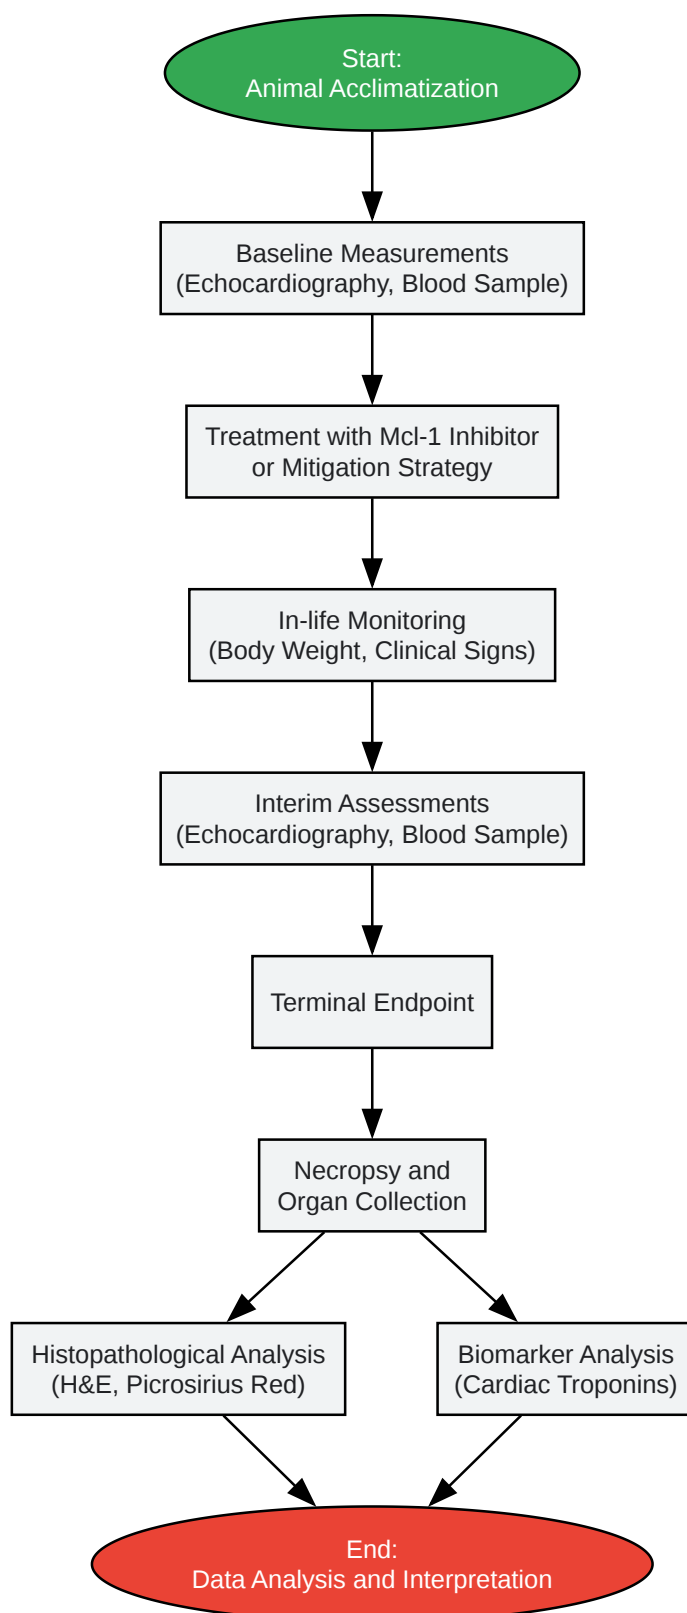 Start:
Animal Acclimatization
Baseline Measurements
(Echocardiography, Blood Sample)
Treatment with Mcl-1 Inhibitor
or Mitigation Strategy
In-life Monitoring
(Body Weight, Clinical Signs)
Interim Assessments
(Echocardiography, Blood Sample)
Terminal Endpoint
Necropsy and
Organ Collection
Histopathological Analysis
(H&E, Picrosirius Red)
Biomarker Analysis
(Cardiac Troponins)
End:
Data Analysis and Interpretation